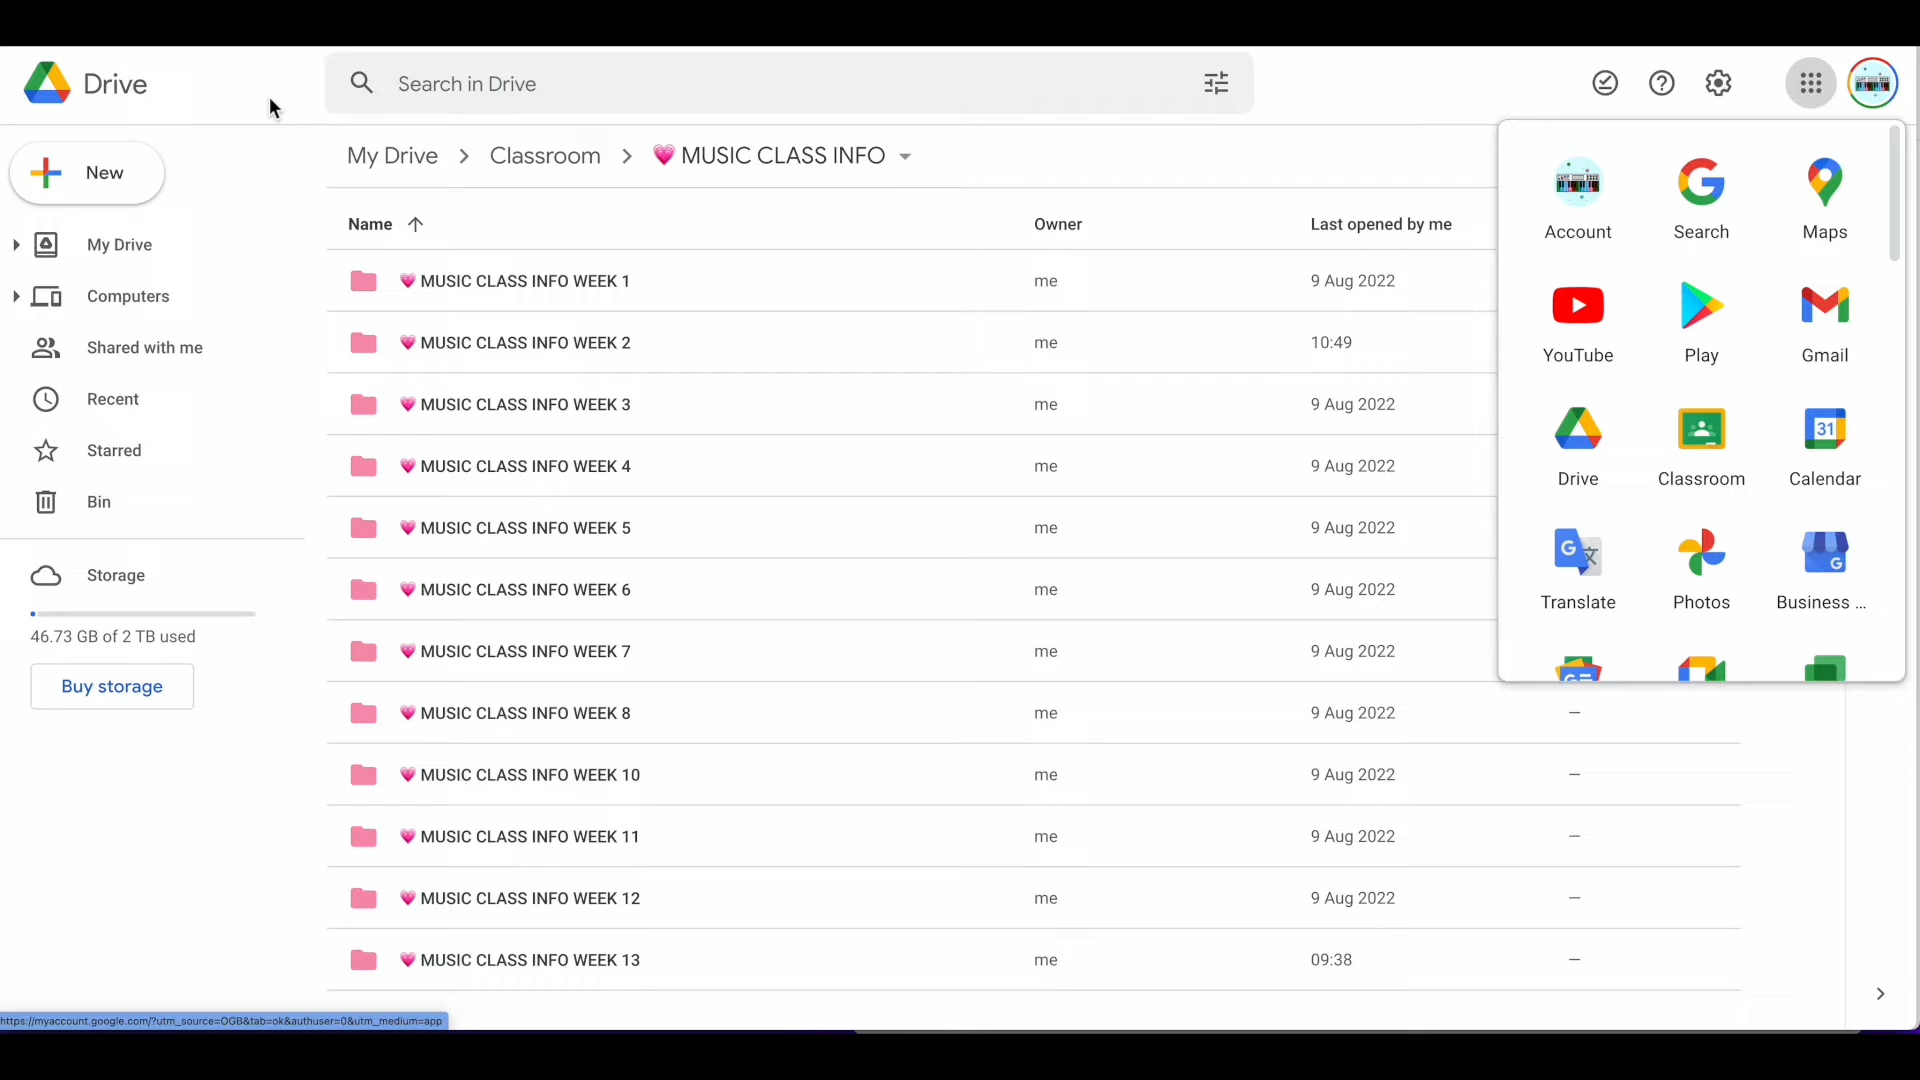 Drive
Search in Drive
New
My Drive
Computers
Shared with me
Recent
Starred
Bin
Storage
46.73 GB of 2 TB used
Buy storage
My Drive > Classroom > 💗 MUSIC CLASS INFO
Name Owner Last opened by me
💗 MUSIC CLASS INFO WEEK 1 me 9 Aug 2022
💗 MUSIC CLASS INFO WEEK 2 me 10:49
💗 MUSIC CLASS INFO WEEK 3 me 9 Aug 2022
💗 MUSIC CLASS INFO WEEK 4 me 9 Aug 2022
💗 MUSIC CLASS INFO WEEK 5 me 9 Aug 2022
💗 MUSIC CLASS INFO WEEK 6 me 9 Aug 2022
💗 MUSIC CLASS INFO WEEK 7 me 9 Aug 2022
💗 MUSIC CLASS INFO WEEK 8 me 9 Aug 2022 —
💗 MUSIC CLASS INFO WEEK 10 me 9 Aug 2022 —
💗 MUSIC CLASS INFO WEEK 11 me 9 Aug 2022 —
💗 MUSIC CLASS INFO WEEK 12 me 9 Aug 2022 —
💗 MUSIC CLASS INFO WEEK 13 me 09:38 —
Account Search Maps
YouTube Play Gmail
31
Drive Classroom Calendar
G 文 G
Translate Photos Business ...
https://myaccount.google.com/?utm_source=OGB&tab=ok&authuser=0&utm_medium=app